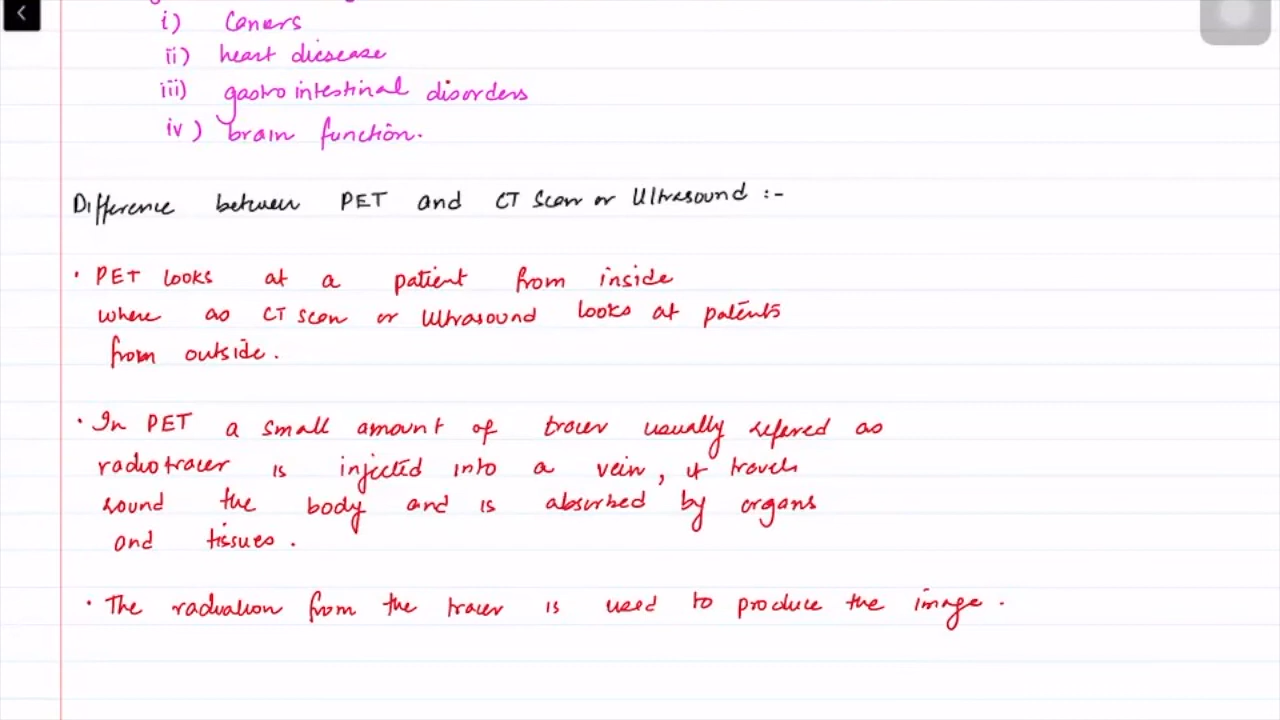 i) Caners
ii) heart diesease
iii) gastro intestinal disorders
iv) brain function.
Difference between PET and CT Scan or Ultrasound :-
• PET looks at a patient from inside
where as CT scan or Ultrasound looks at patents
from outside.
• In PET a small amount of tracer usually refered as
radiotracer is injected into a vein, it travels
round the body and is absorbed by organs
and tissues.
• The radiation from the tracer is used to produce the image.